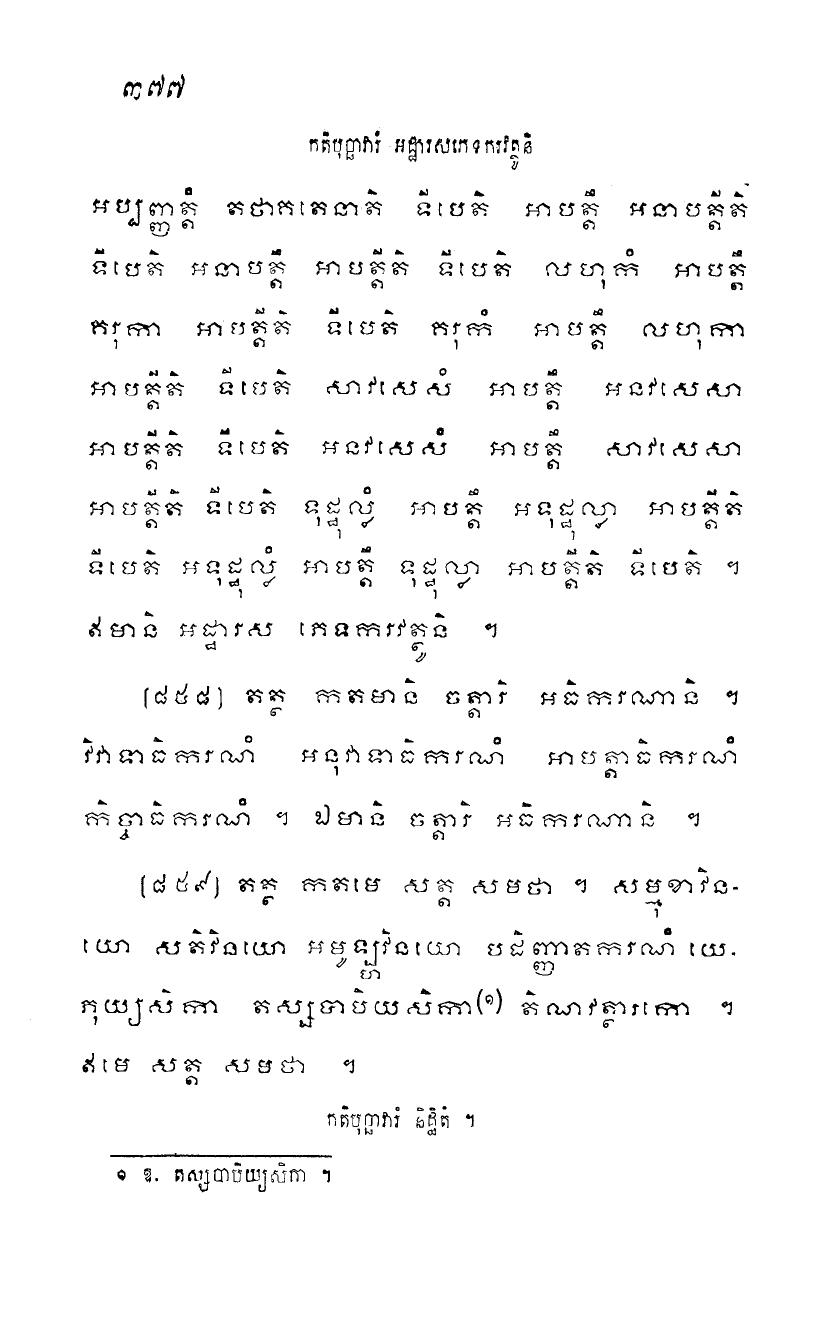 ៣៧៧
កតិបុច្ឆាវារំ អដ្ឋារសភេទករវត្ថូនិ
អប្បញ្ញត្តំ តថាគតេនាតិ ទីបេតិ អាបត្តឹ អនាបត្តីតិ
ទីបេតិ អនាបត្តឹ អាបត្តីតិ ទីបេតិ លហុកំ អាបត្តឹ
គរុកា អាបត្តីតិ ទីបេតិ គរុកំ អាបត្តឹ លហុកា
អាបត្តីតិ ទីបេតិ សាវសេសំ អាបត្តឹ អនវសេសា
អាបត្តីតិ ទីបេតិ អនវសេសំ អាបត្តឹ សាវសេសា
អាបត្តីតិ ទីបេតិ ទុដ្ឋុល្លំ អាបត្តឹ អទុដ្ឋុល្លា អាបត្តីតិ
ទីបេតិ អទុដ្ឋុល្លំ អាបត្តឹ ទុដ្ឋុល្លា អាបត្តីតិ ទីបេតិ ។
ឥមានិ អដ្ឋារស ភេទករវត្ថូនិ ។
[៨៥៨] តត្ថ កតមានិ ចត្តារិ អធិករណានិ ។
វិវាទាធិករណំ អនុវាទាធិករណំ អាបត្តាធិករណំ
កិច្ចាធិករណំ ។ ឯមានិ ចត្តារិ អធិករណានិ ។
[៨៥៩] តត្ថ កតមេ សត្ត សមថា ។ សម្មុខាវិន-
យោ សតិវិនយោ អមូឡ្ហវិនយោ បដិញ្ញាតករណំ យេ-
ភុយ្យសិកា តស្សបាបិយសិកា(១) តិណវត្ថារកោ ។
ឥមេ សត្ត សមថា ។
កតិបុច្ឆាវារំ និដ្ឋិតំ ។
១ ឱ. តស្សបាបិយ្យសិកា ។